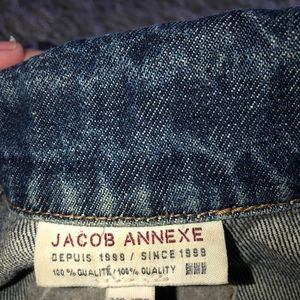 JACOB ANNEXE
DEPUIS 1999 / SINCE 1999
100 % QUALITÉ / 100% QUALITY